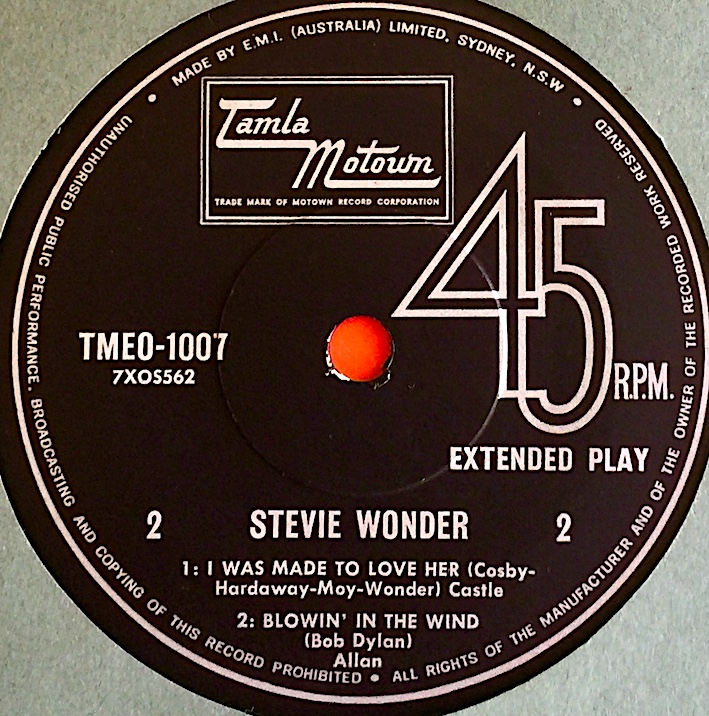 MADE BY E.M.I. (AUSTRALIA) LIMITED, SYDNEY, N.S.W •
RECORDED WORK RESERVED
UNAUTHORISED PUBLIC PERFORMANCE, BROADCASTING AND COPYING OF THIS RECORD PROHIBITED • ALL RIGHTS OF THE MANUFACTURER AND OF THE OWNER OF THE
Tamla
Motown
TRADE MARK OF MOTOWN RECORD CORPORATION
45
R.P.M.
TMEO-1007
7XOS562
EXTENDED PLAY
2 STEVIE WONDER 2
1: I WAS MADE TO LOVE HER (Cosby-
Hardaway-Moy-Wonder) Castle
2: BLOWIN' IN THE WIND
(Bob Dylan)
Allan